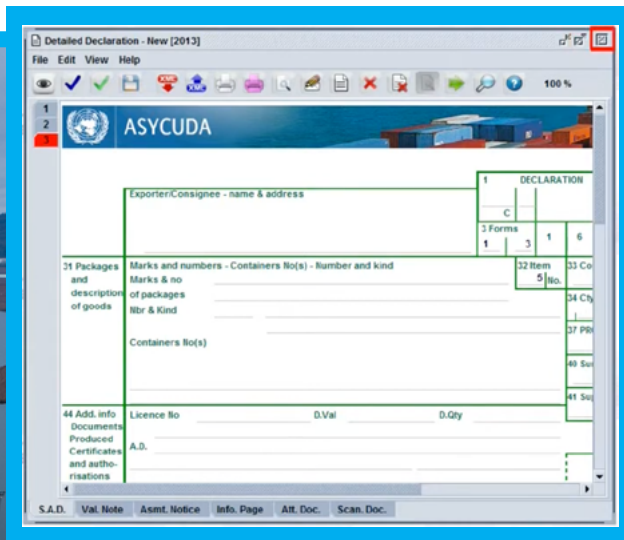 Detailed Declaration - New [2013]
File Edit View Help
100 %
1
2
3
ASYCUDA
1 DECLARATION
Exporter/Consignee - name & address
C
3 Forms
1 3 1 6
31 Packages
and
description
of goods
Marks and numbers - Containers No(s) - Number and kind
Marks & no
of packages
Nbr & Kind
Containers No(s)
32 Item
5 No.
33 Co
34 Cty
37 PR
40 Su
41 Su
44 Add. info
Documents
Produced
Certificates
and autho-
risations
Licence No D.Val D.Qty
A.D.
S.A.D. Val. Note Asmt. Notice Info. Page Att. Doc. Scan. Doc.